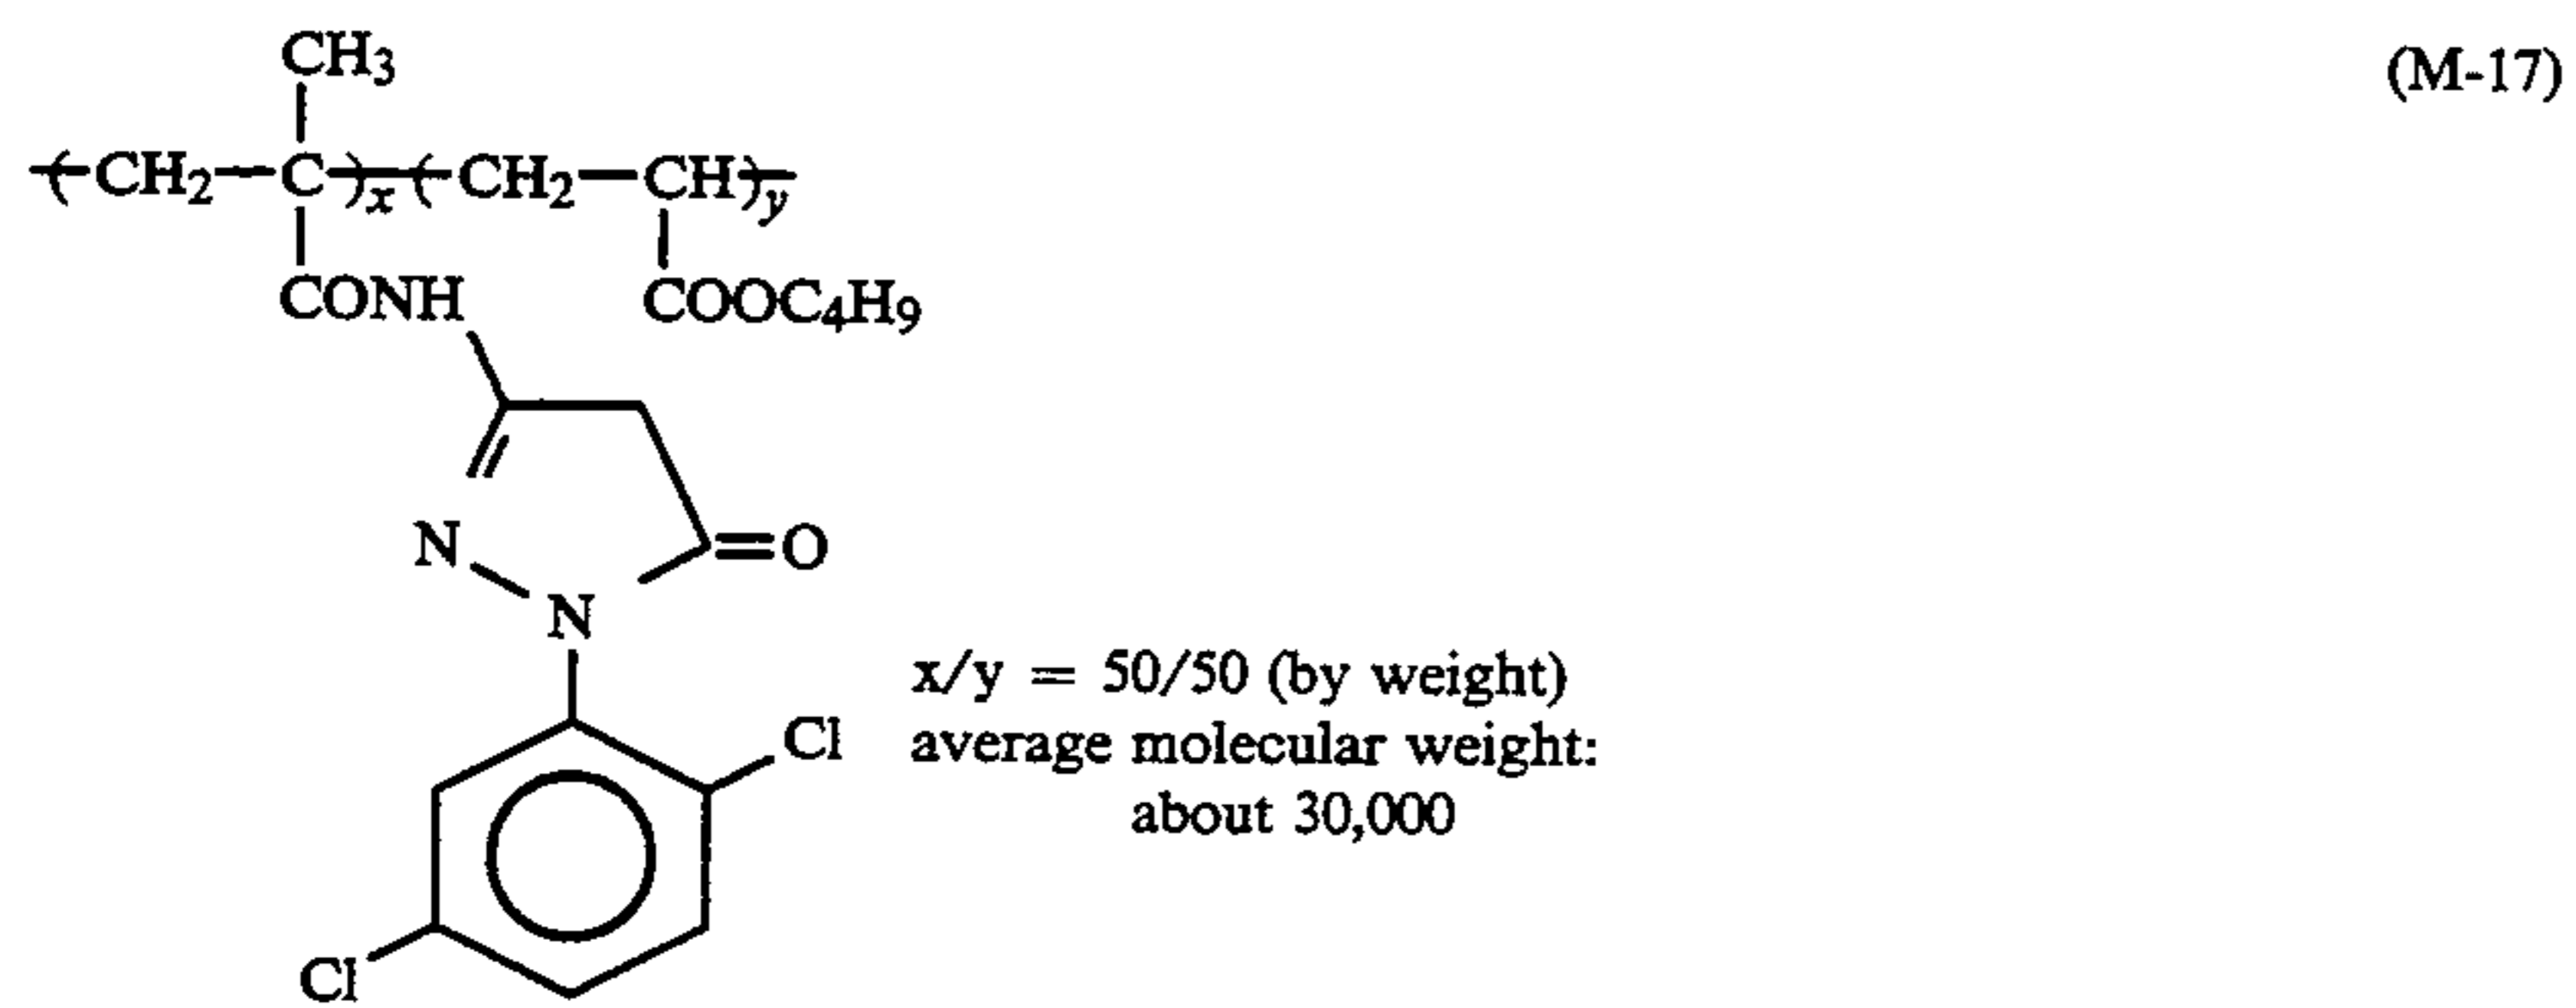 CH3
(M-17)
(CH2—C)x(CH2—CH)y
CONH
COOC4H9
N
O
N
x/y = 50/50 (by weight)
Cl
average molecular weight:
about 30,000
Cl